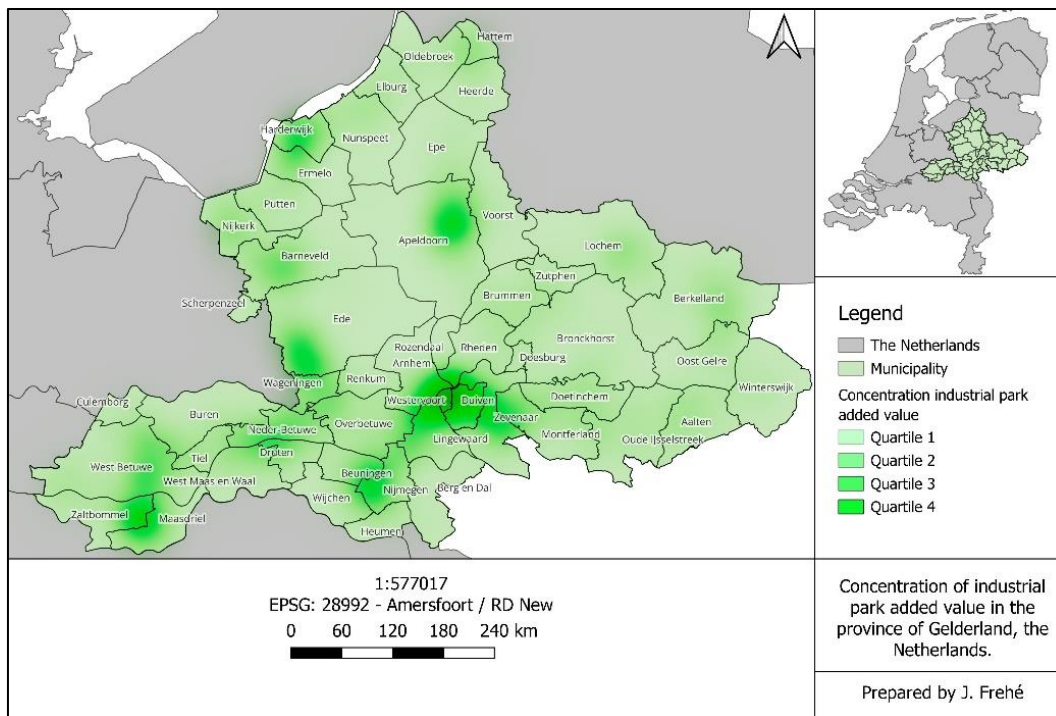 Hattem
Oldebroek
Elburg
Heerde
Harderwijk
Nunspeet
Epe
Ermelo
Putten
Nijkerk
Voorst
Apeldoorn
Lochem
Barneveld
Zutphen
Scherpenzeel
Brummen
Berkelland
Ede
Bronckhorst
Rozendaal
Rheden
Arnhem
Doesburg
Oost Gelre
Wageningen
Renkum
Winterswijk
Culemborg
Westervoort
Duiven
Doetinchem
Buren
Neder-Betuwe
Overbetuwe
Zevenaar
Aalten
Lingewaard
Montferland
Oude IJsselstreek
Tiel
Druten
West Betuwe
Beuningen
West Maas en Waal
Wijchen
Nijmegen
Berg en Dal
Zaltbommel
Maasdriel
Heumen
Legend
The Netherlands
Municipality
Concentration industrial park
added value
Quartile 1
Quartile 2
Quartile 3
Quartile 4
1:577017
EPSG: 28992 - Amersfoort / RD New
0 60 120 180 240 km
Concentration of industrial
park added value in the
province of Gelderland, the
Netherlands.
Prepared by J. Frehé